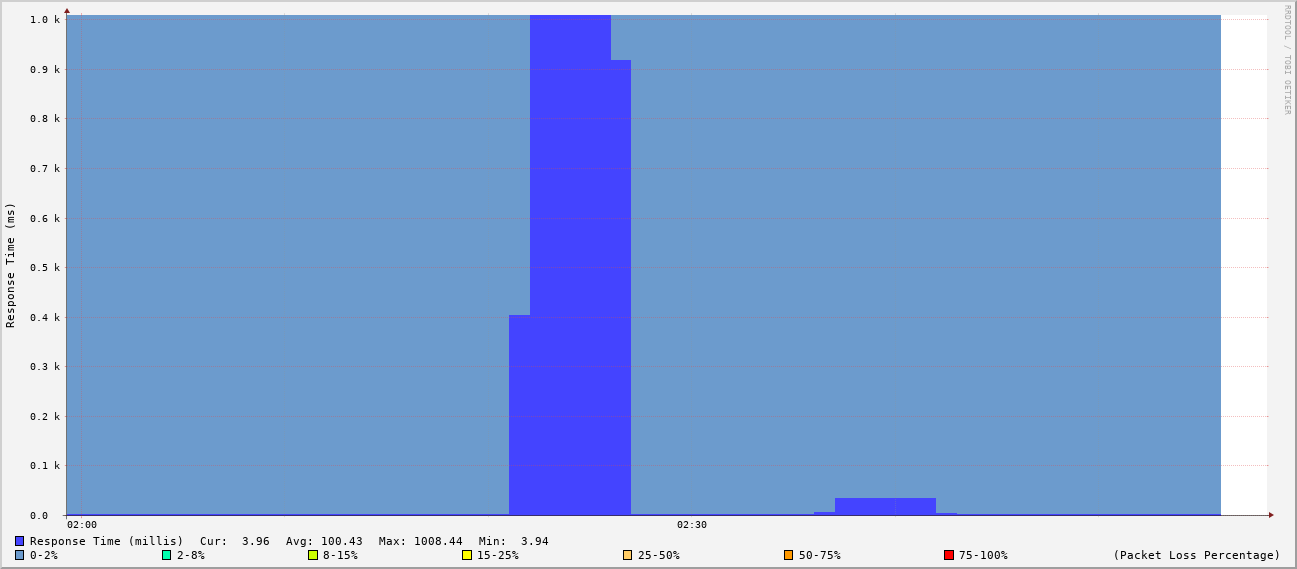 RRDTOOL / TOBI OETIKER
Response Time (ms)
1.0 k
0.9 k
0.8 k
0.7 k
0.6 k
0.5 k
0.4 k
0.3 k
0.2 k
0.1 k
0.0
02:00 02:30
Response Time (millis) Cur: 3.96 Avg: 100.43 Max: 1008.44 Min: 3.94
0-2% 2-8% 8-15% 15-25% 25-50% 50-75% 75-100% (Packet Loss Percentage)